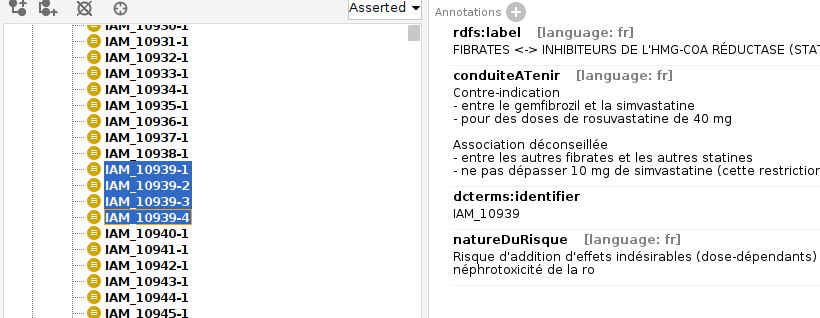 Asserted
IAM_10930-1
IAM_10931-1
IAM_10932-1
IAM_10933-1
IAM_10934-1
IAM_10935-1
IAM_10936-1
IAM_10937-1
IAM_10938-1
IAM_10939-1
IAM_10939-2
IAM_10939-3
IAM_10939-4
IAM_10940-1
IAM_10941-1
IAM_10942-1
IAM_10943-1
IAM_10944-1
IAM_10945-1
Annotations
rdfs:label [language: fr]
FIBRATES <-> INHIBITEURS DE L'HMG-COA RÉDUCTASE (STAT
conduiteATenir [language: fr]
Contre-indication
- entre le gemfibrozil et la simvastatine
- pour des doses de rosuvastatine de 40 mg
Association déconseillée
- entre les autres fibrates et les autres statines
- ne pas dépasser 10 mg de simvastatine (cette restriction
dcterms:identifier
IAM_10939
natureDuRisque [language: fr]
Risque d'addition d'effets indésirables (dose-dépendants)
néphrotoxicité de la ro